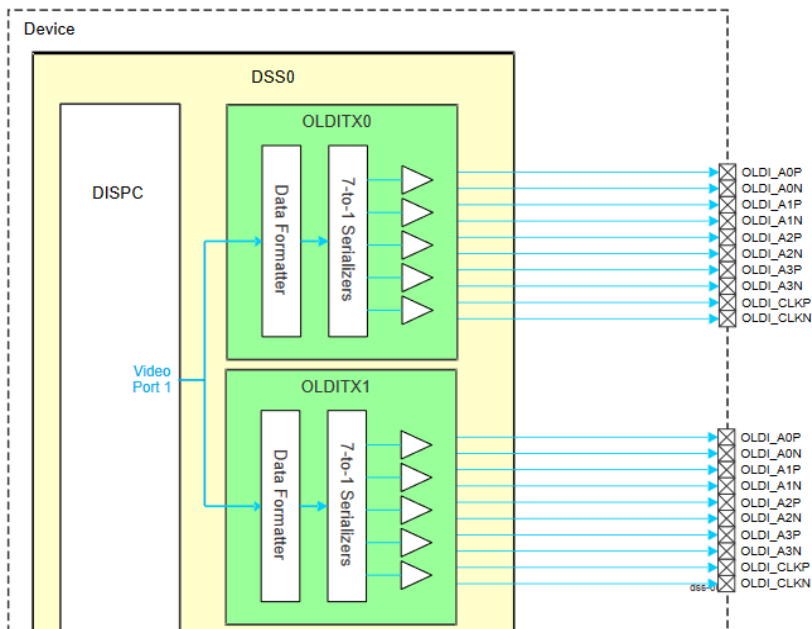 Device
DSS0
DISPC
Video
Port 1
OLDITX0
Data Formatter
7-to-1 Serializers
OLDI_A0P
OLDI_A0N
OLDI_A1P
OLDI_A1N
OLDI_A2P
OLDI_A2N
OLDI_A3P
OLDI_A3N
OLDI_CLKP
OLDI_CLKN
OLDITX1
Data Formatter
7-to-1 Serializers
OLDI_A0P
OLDI_A0N
OLDI_A1P
OLDI_A1N
OLDI_A2P
OLDI_A2N
OLDI_A3P
OLDI_A3N
OLDI_CLKP
OLDI_CLKN